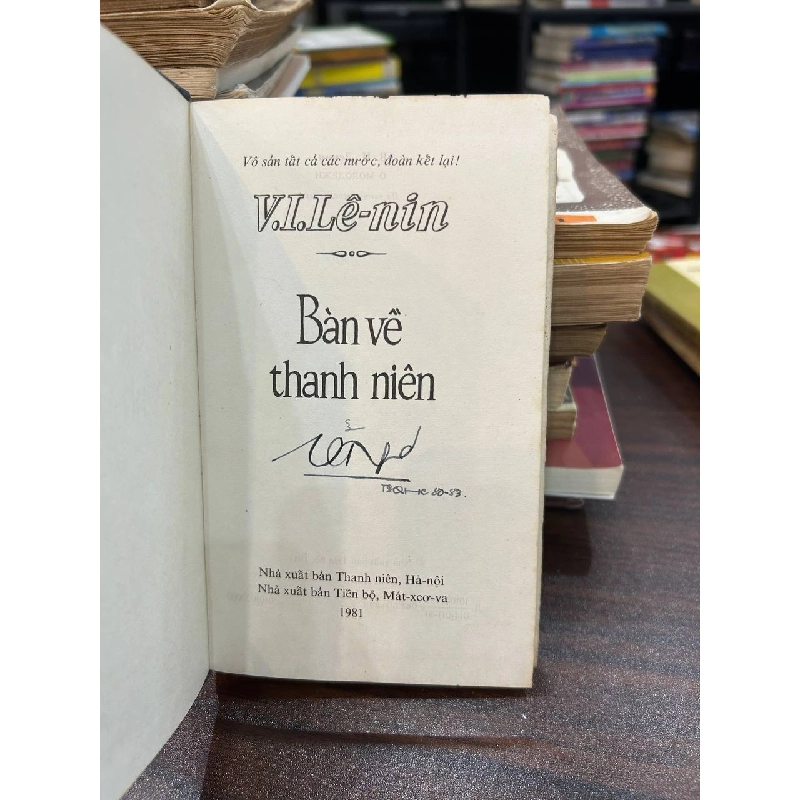 Vô sản tất cả các nước, đoàn kết lại!
V.I.Lê-nin
Bàn về
thanh niên
Nhà xuất bản Thanh niên, Hà-nội
Nhà xuất bản Tiến bộ, Mát-xcơ-va
1981